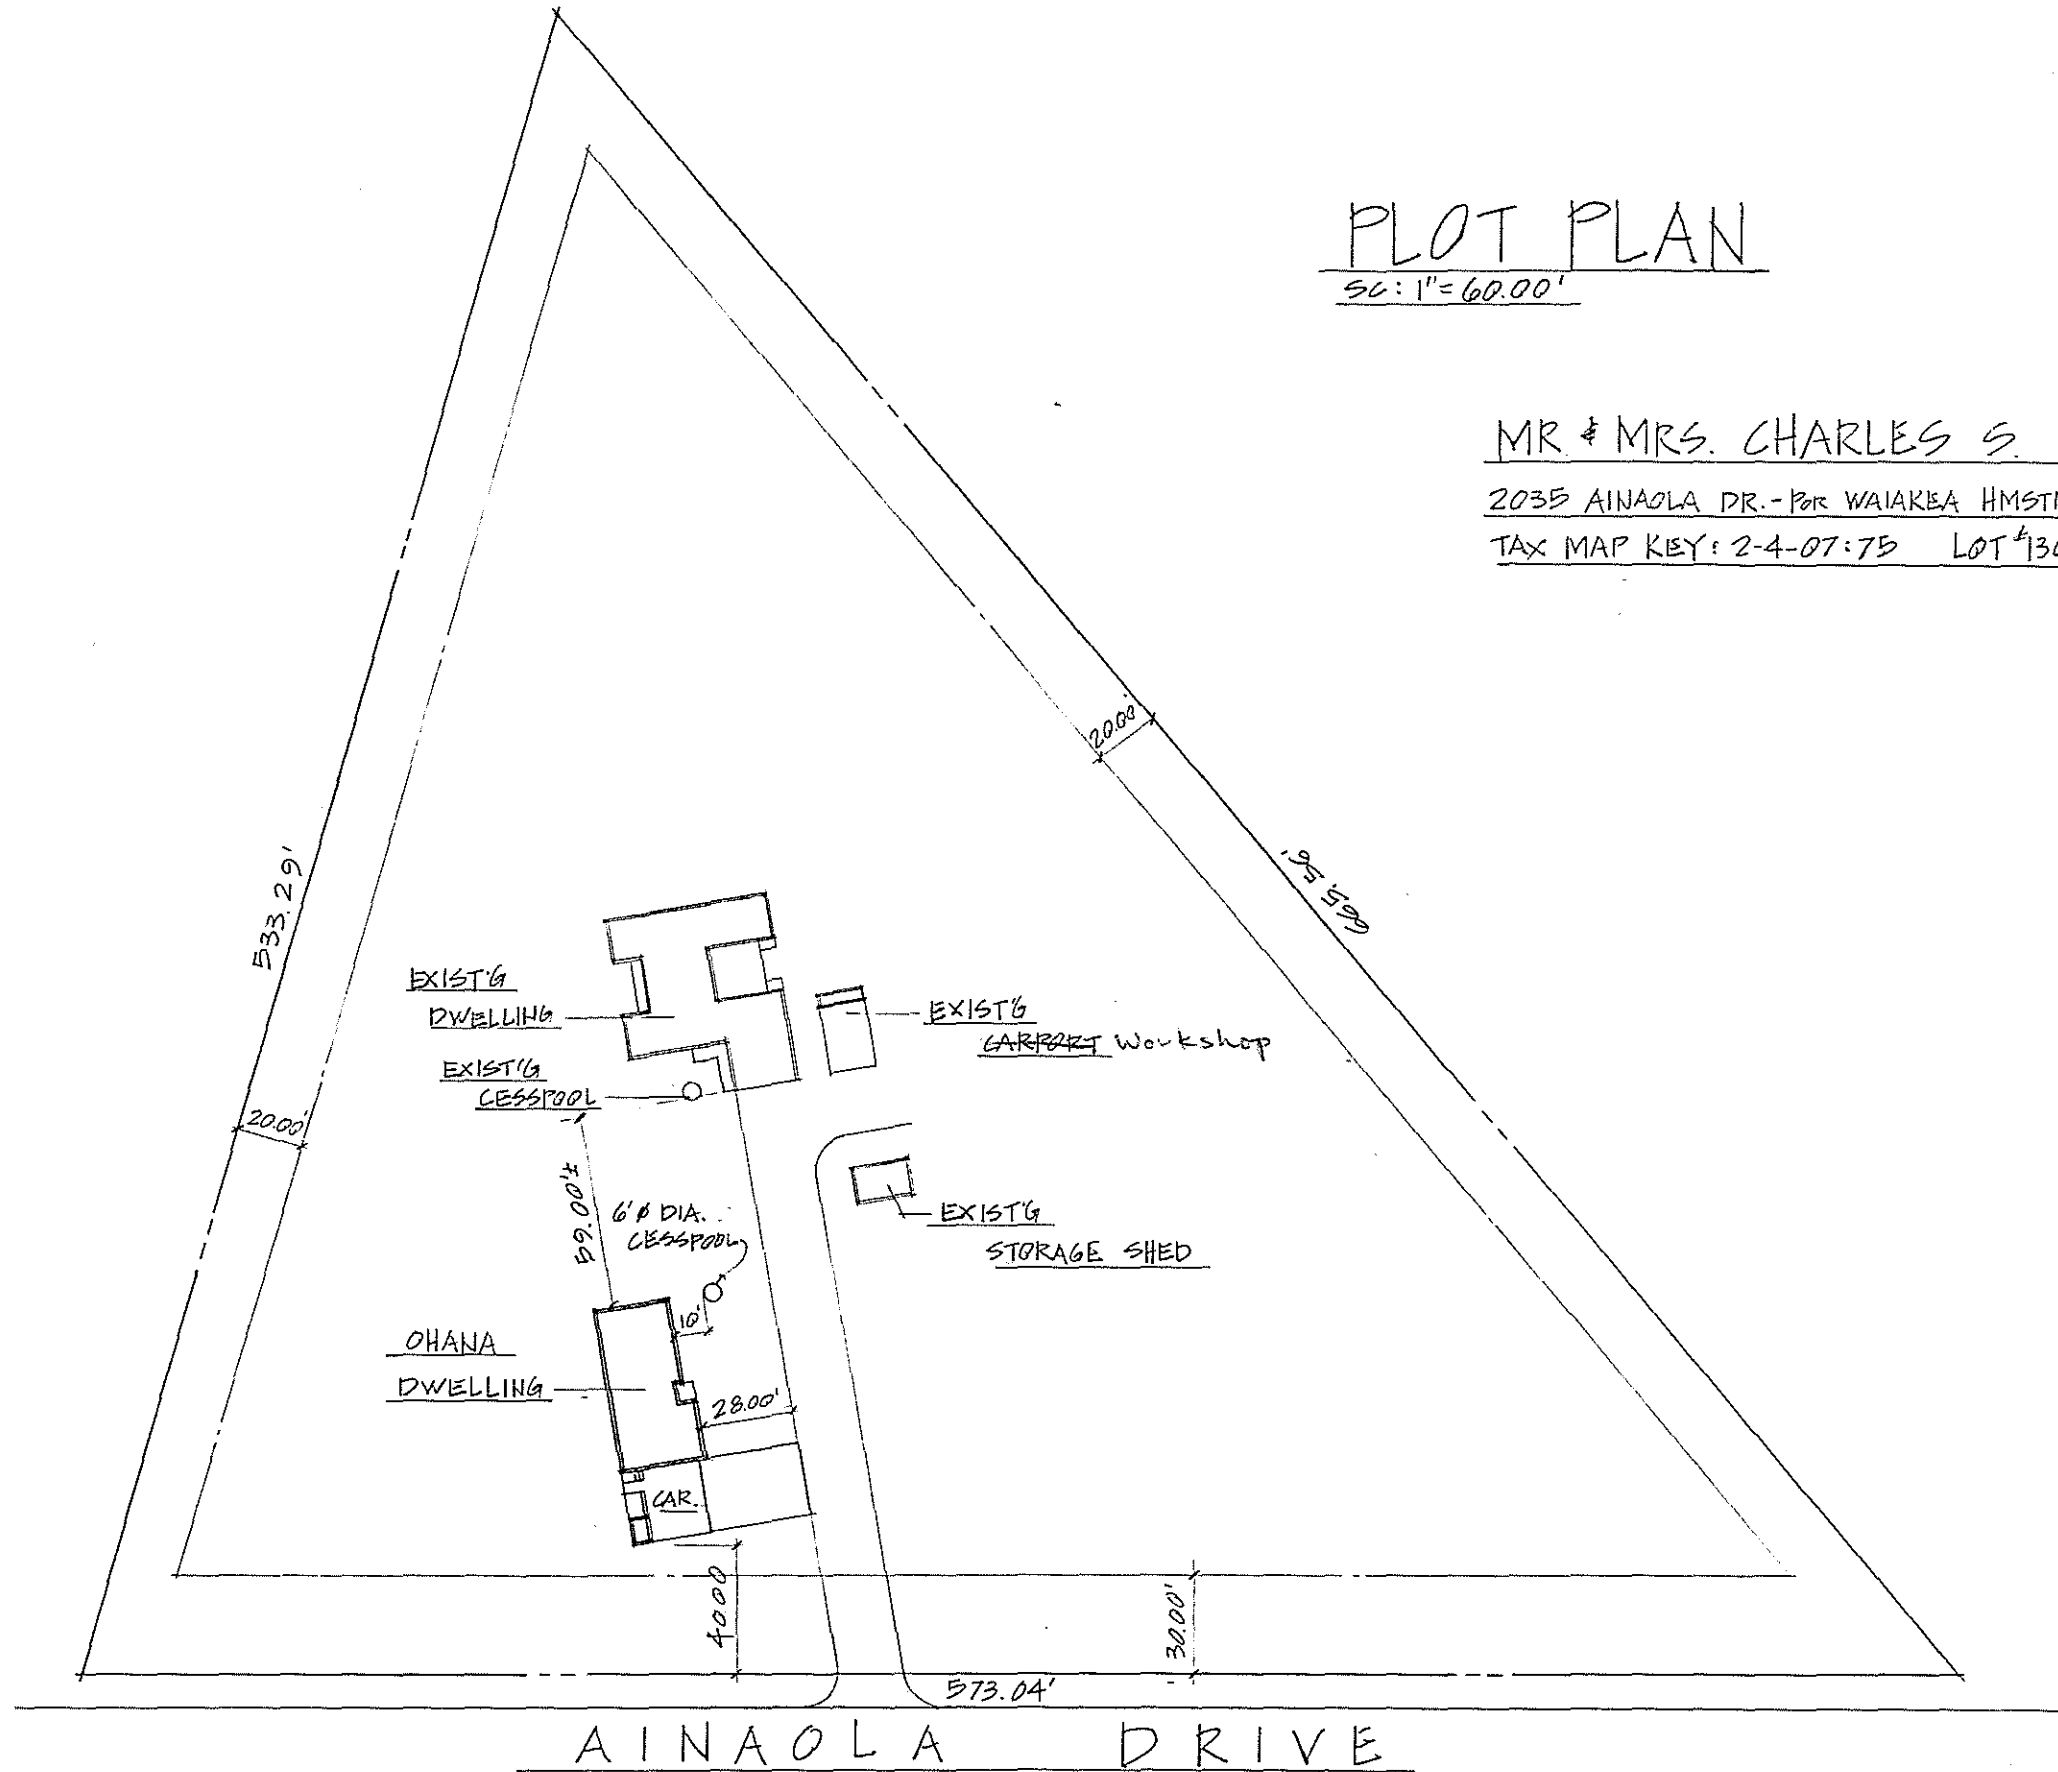 PLOT PLAN
SC: 1"= 60.00'
MR. & MRS. CHARLES S.
2035 AINAOLA DR.-POR WAIAKEA
TAX MAP KEY: 2-4-07:75 LOT #
20.00'
665.56'
533.29'
EXIST'G
DWELLING
EXIST'G
CARPORT Workshop
EXIST'G
CESSPOOL
20.00'
59.00'±
6'Ø DIA.
CESSPOOL
EXIST'G
STORAGE SHED
10'
OHANA
DWELLING
28.00'
CAR.
40.00
30.00'
573.04'
AINAOLA DRIVE